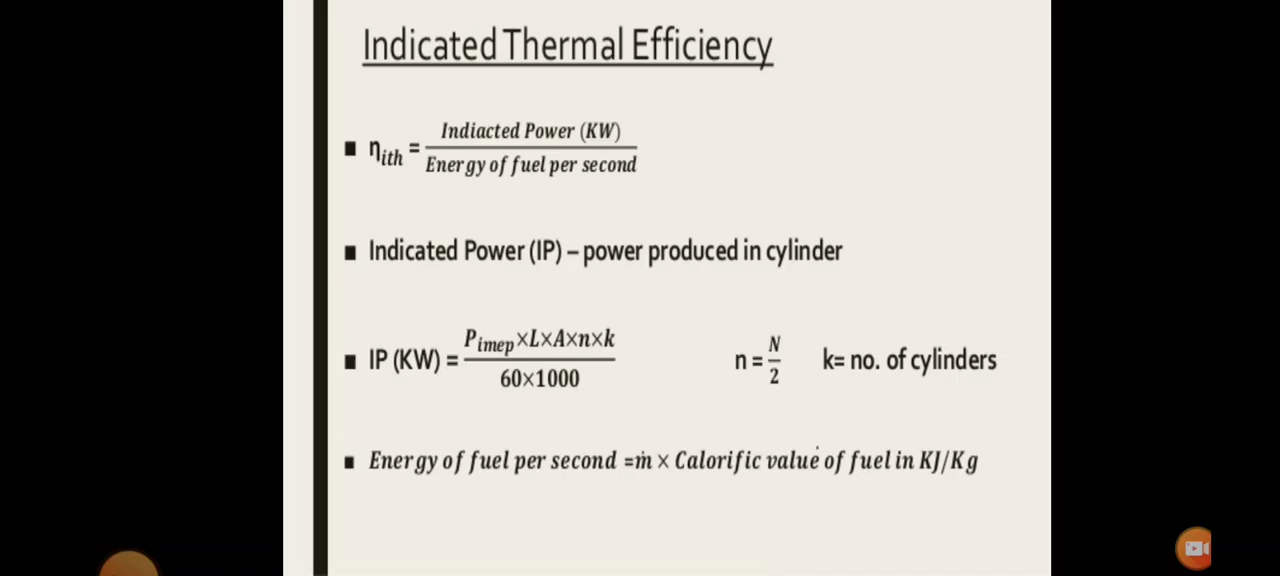 Indicated Thermal Efficiency
▪ η_ith = Indiacted Power (KW) / Energy of fuel per second
▪ Indicated Power (IP) – power produced in cylinder
▪ IP (KW) = P_imep×L×A×n×k / 60×1000 n = N/2 k= no. of cylinders
▪ Energy of fuel per second =ṁ × Calorific value of fuel in KJ/Kg